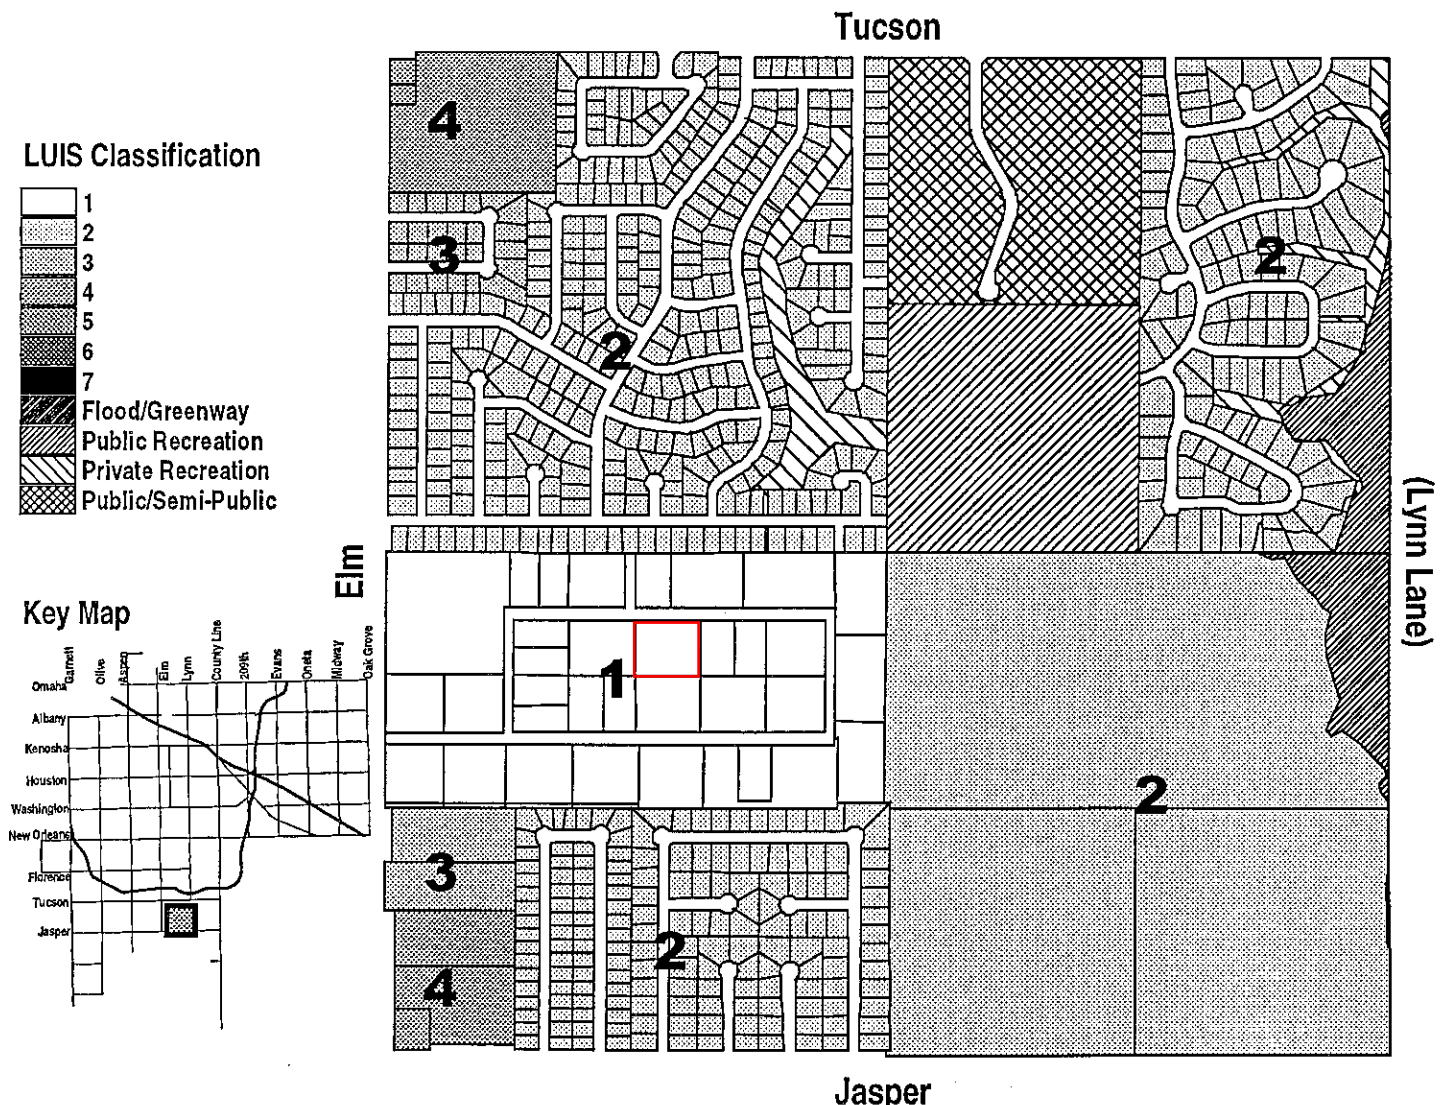 Tucson
LUIS Classification
1
2
3
4
5
6
7
Flood/Greenway
Public Recreation
Private Recreation
Public/Semi-Public
4
3
2
2
Elm
(Lynn Lane)
1
2
3
4
2
Jasper
Key Map
Garnett
Olive
Aspen
Elm
Lynn
County Line
209th
Evans
Oneta
Midway
Oak Grove
Omaha
Albany
Kenosha
Houston
Washington
New Orleans
Florence
Tucson
Jasper